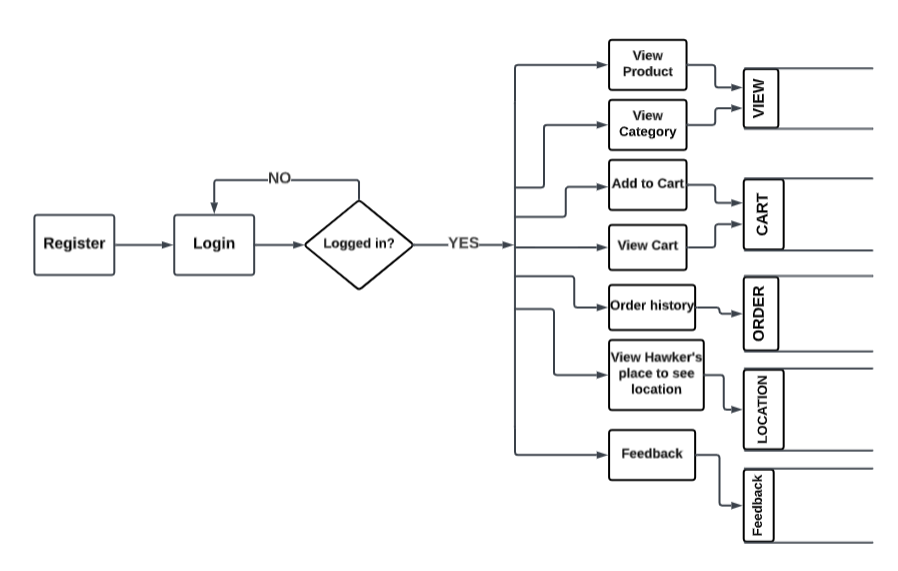 View
Product
VIEW
View
Category
NO
Add to Cart
CART
Register
Login
Logged in?
YES
View Cart
Order history
ORDER
View Hawker's
place to see
location
LOCATION
Feedback
Feedback